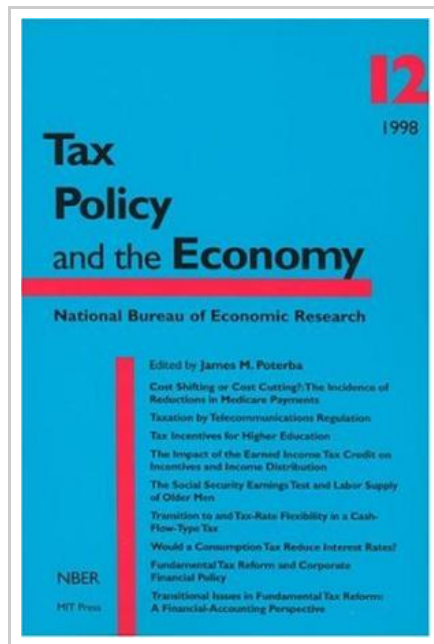 12
1998
Tax
Policy
and the Economy
National Bureau of Economic Research
Edited by James M. Poterba
Cost Shifting or Cost Cutting?: The Incidence of
Reductions in Medicare Payments
Taxation by Telecommunications Regulation
Tax Incentives for Higher Education
The Impact of the Earned Income Tax Credit on
Incentives and Income Distribution
The Social Security Earnings Test and Labor Supply
of Older Men
Transition to and Tax-Rate Flexibility in a Cash-
Flow-Type Tax
Would a Consumption Tax Reduce Interest Rates?
Fundamental Tax Reform and Corporate
Financial Policy
Transitional Issues in Fundamental Tax Reform:
A Financial-Accounting Perspective
NBER
MIT Press